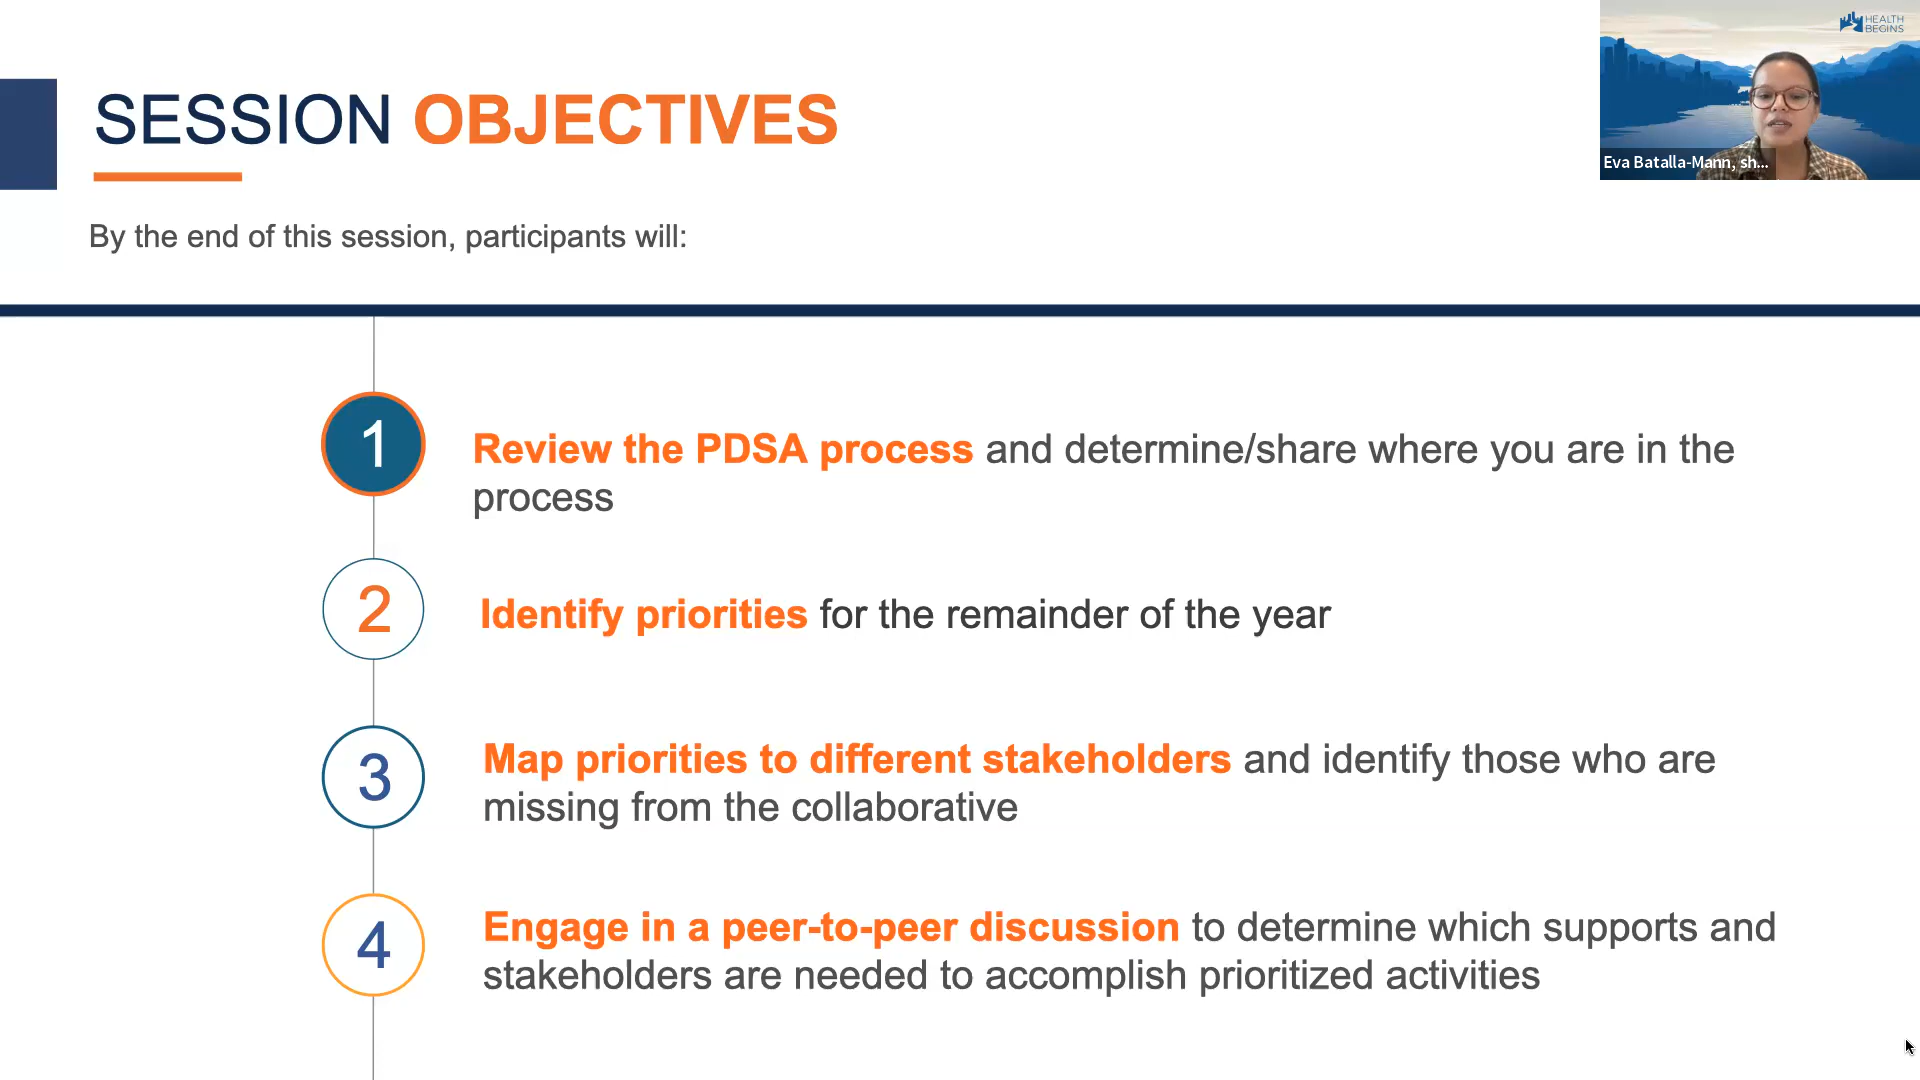 HEALTH
BEGINS
SESSION OBJECTIVES
Eva Batalla-Mann, sh...
By the end of this session, participants will:
1
Review the PDSA process and determine/share where you are in the
process
2
Identify priorities for the remainder of the year
3
Map priorities to different stakeholders and identify those who are
missing from the collaborative
4
Engage in a peer-to-peer discussion to determine which supports and
stakeholders are needed to accomplish prioritized activities